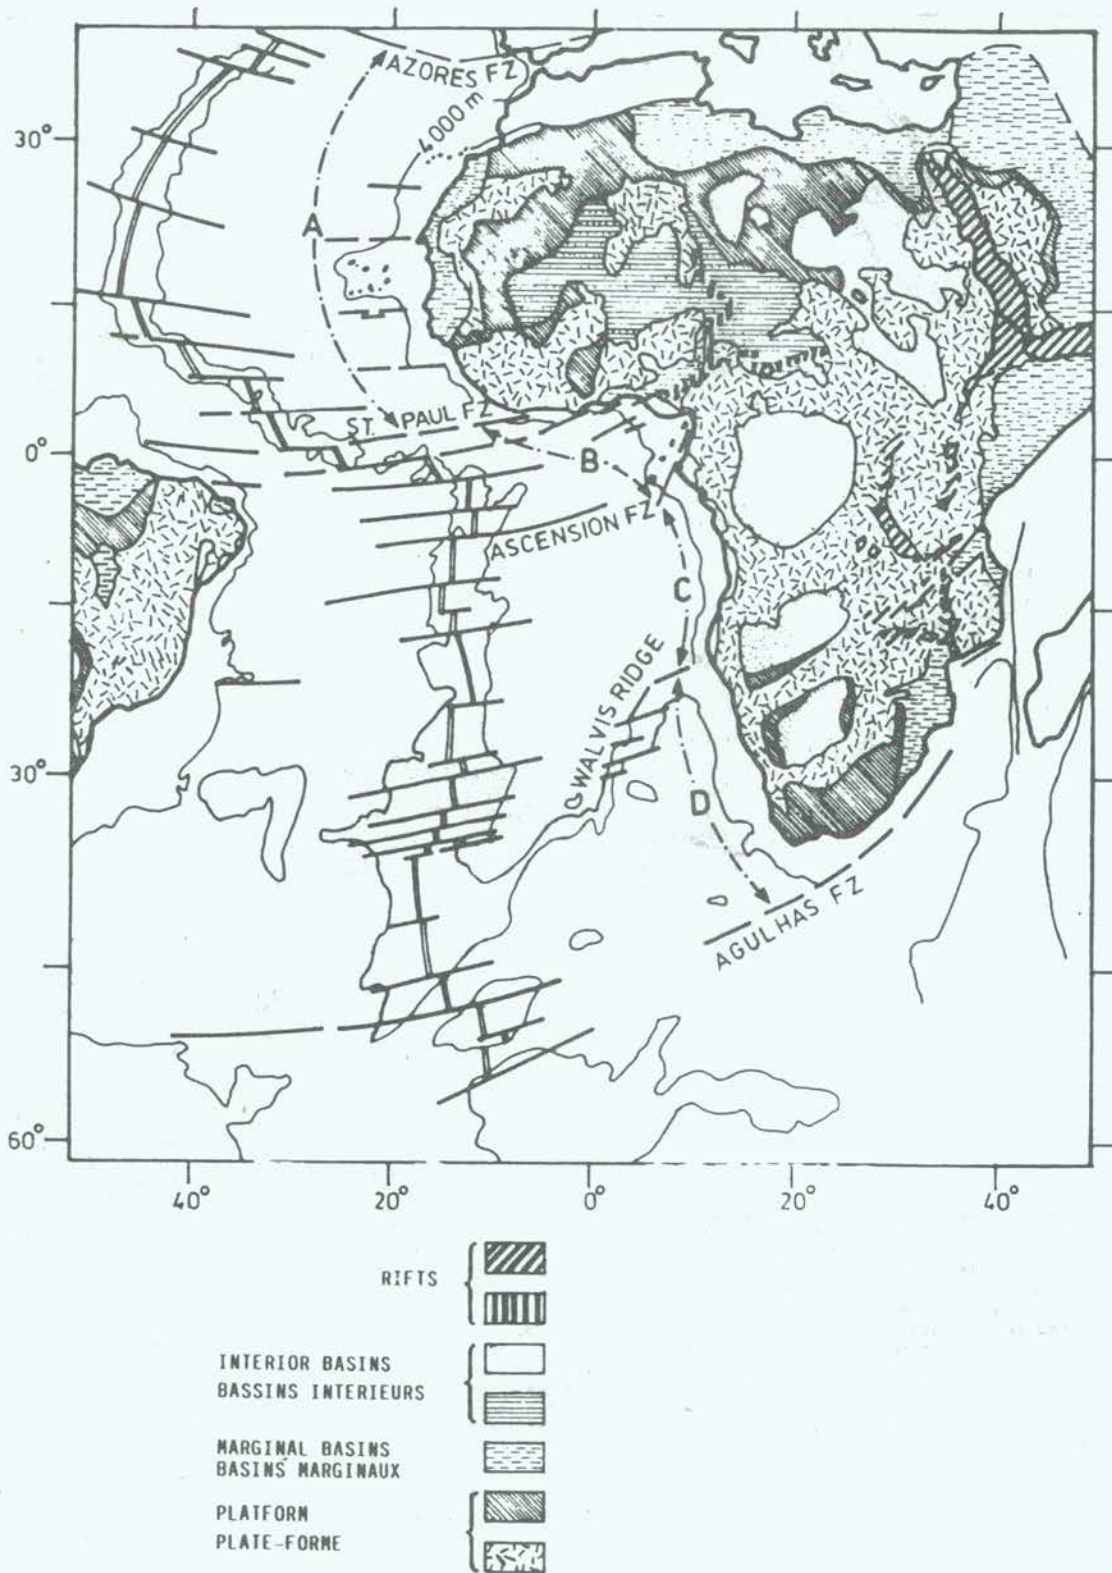 AZORES FZ
4000 m
30°
A
ST. PAUL FZ
0°
B
ASCENSION FZ
C
WALVIS RIDGE
30°
D
AGULHAS FZ
60°
40° 20° 0° 20° 40°
RIFTS
INTERIOR BASINS
BASSINS INTERIEURS
MARGINAL BASINS
BASINS MARGINAUX
PLATFORM
PLATE-FORME